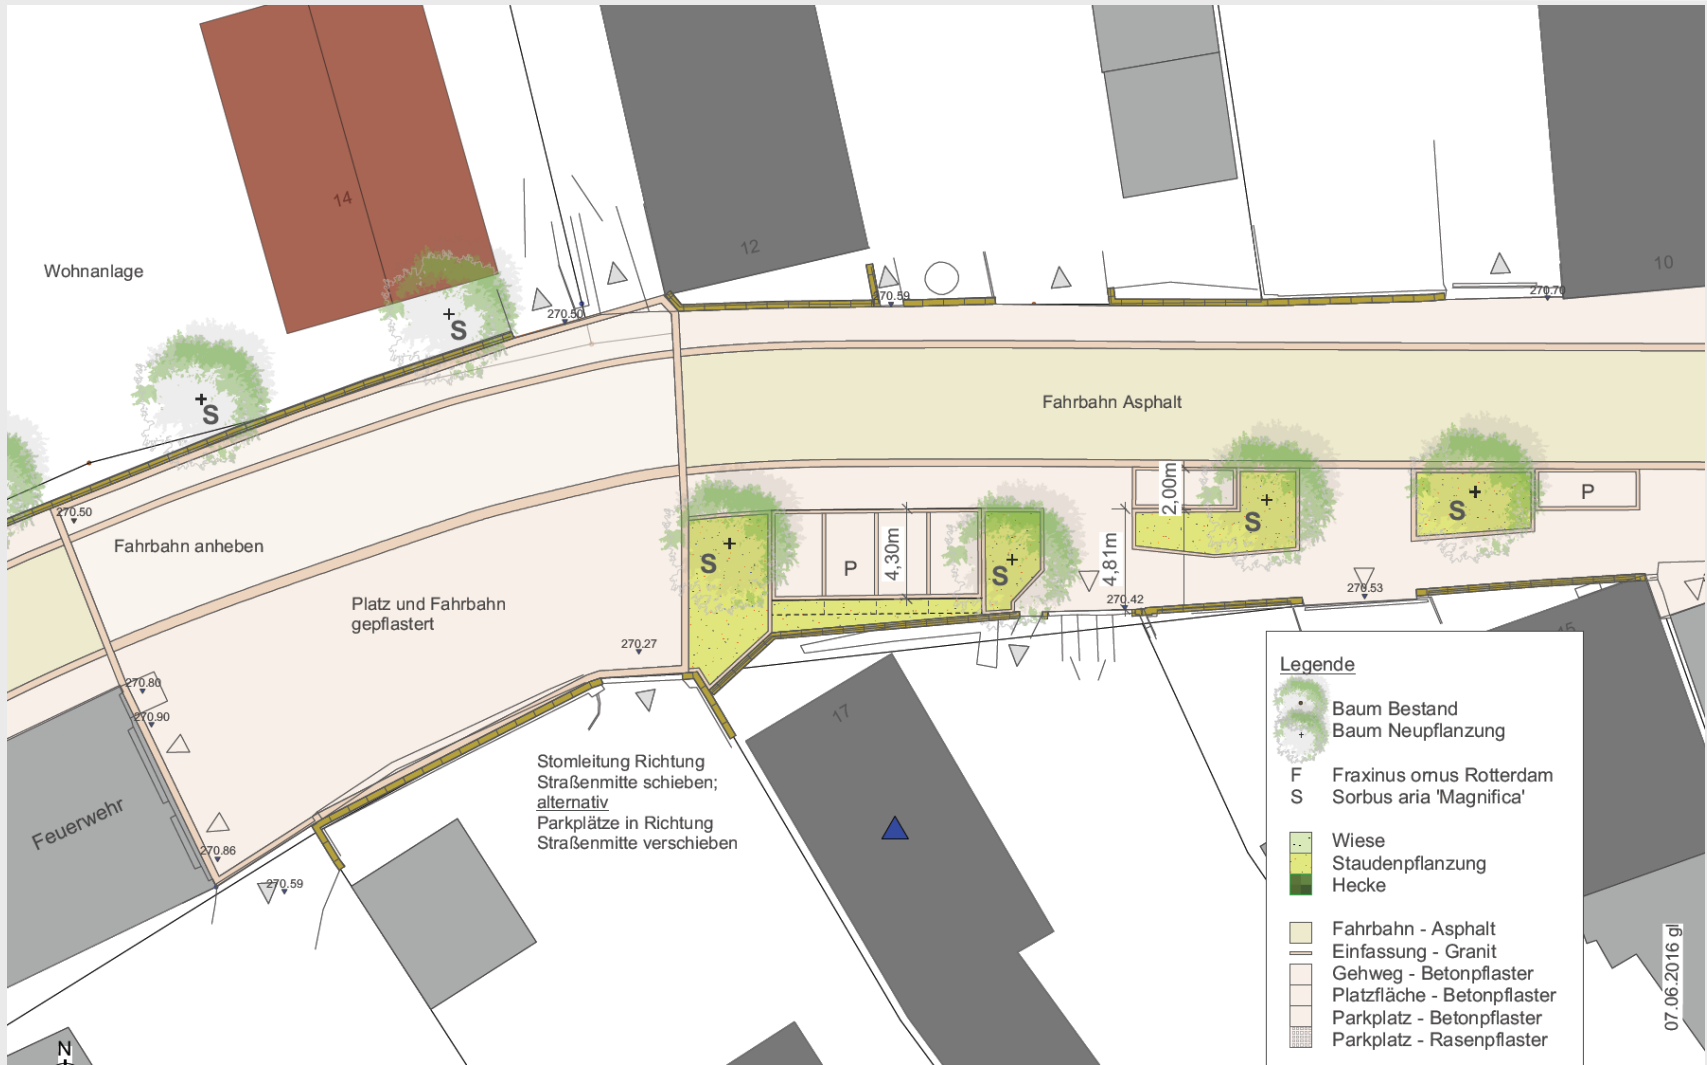 14
12
10
Wohnanlage
S
S
270.50
270.59
270.70
Fahrbahn Asphalt
270.50
Fahrbahn anheben
2,00m
S
S
P
S
P
4,30m
S
4,81m
Platz und Fahrbahn
gepflastert
270.27
270.42
270.53
15
270.80
270.90
17
Feuerwehr
270.86
270.59
Stomleitung Richtung
Straßenmitte schieben;
alternativ
Parkplätze in Richtung
Straßenmitte verschieben
Legende
Baum Bestand
Baum Neupflanzung
F Fraxinus ornus Rotterdam
S Sorbus aria 'Magnifica'
Wiese
Staudenpflanzung
Hecke
Fahrbahn - Asphalt
Einfassung - Granit
Gehweg - Betonpflaster
Platzfläche - Betonpflaster
Parkplatz - Betonpflaster
Parkplatz - Rasenpflaster
07.06.2016 gl
N